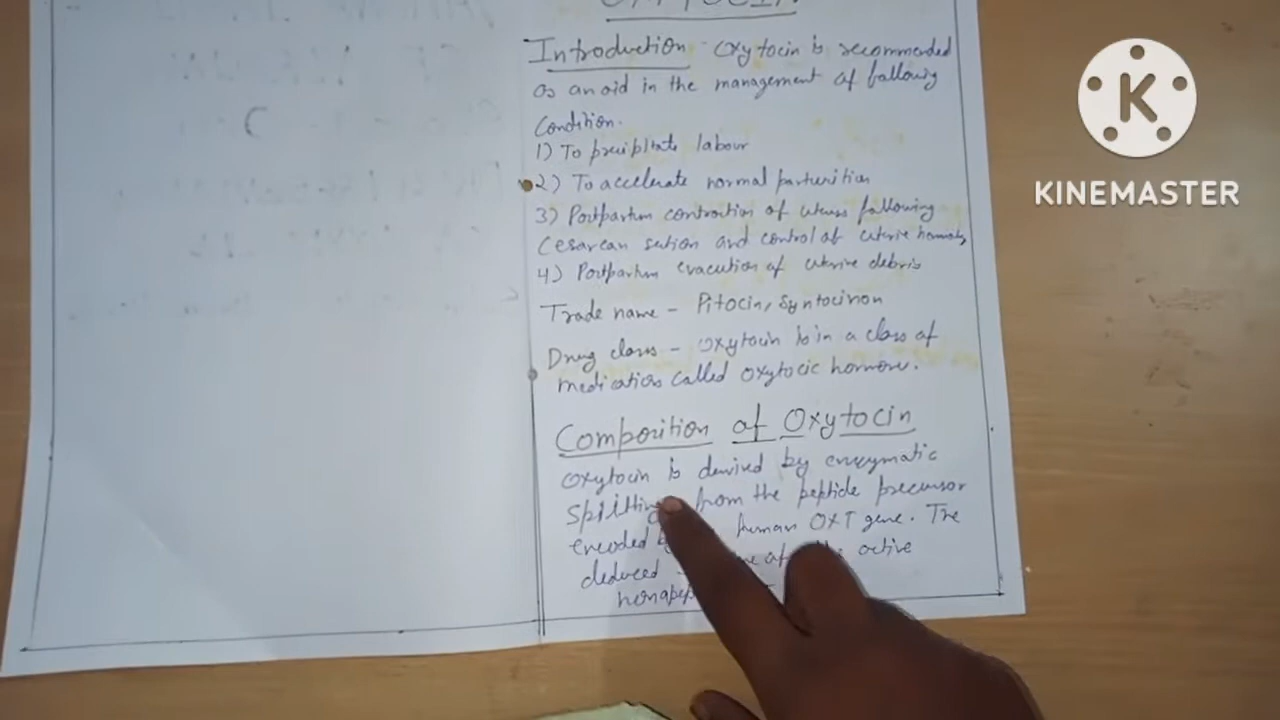 OXYTOCIN
Introduction - Oxytocin is recommended
as an aid in the management of following
Condition.
1) To precipitate labour
2) To accelerate normal parturition
3) Postpartum contraction of uterus following
Cesarean section and control of uterine
4) Postpartum evacution of uterine debris
Trade name - Pitocin, Syntocinon
Drug class - Oxytocin is in a class of
medications called oxytocic hormone.
Composition of Oxytocin
Oxytocin is derived by enzymatic
splitting from the peptide precursor
encoded human OXT gene. The
deduced active
K
KINEMASTER